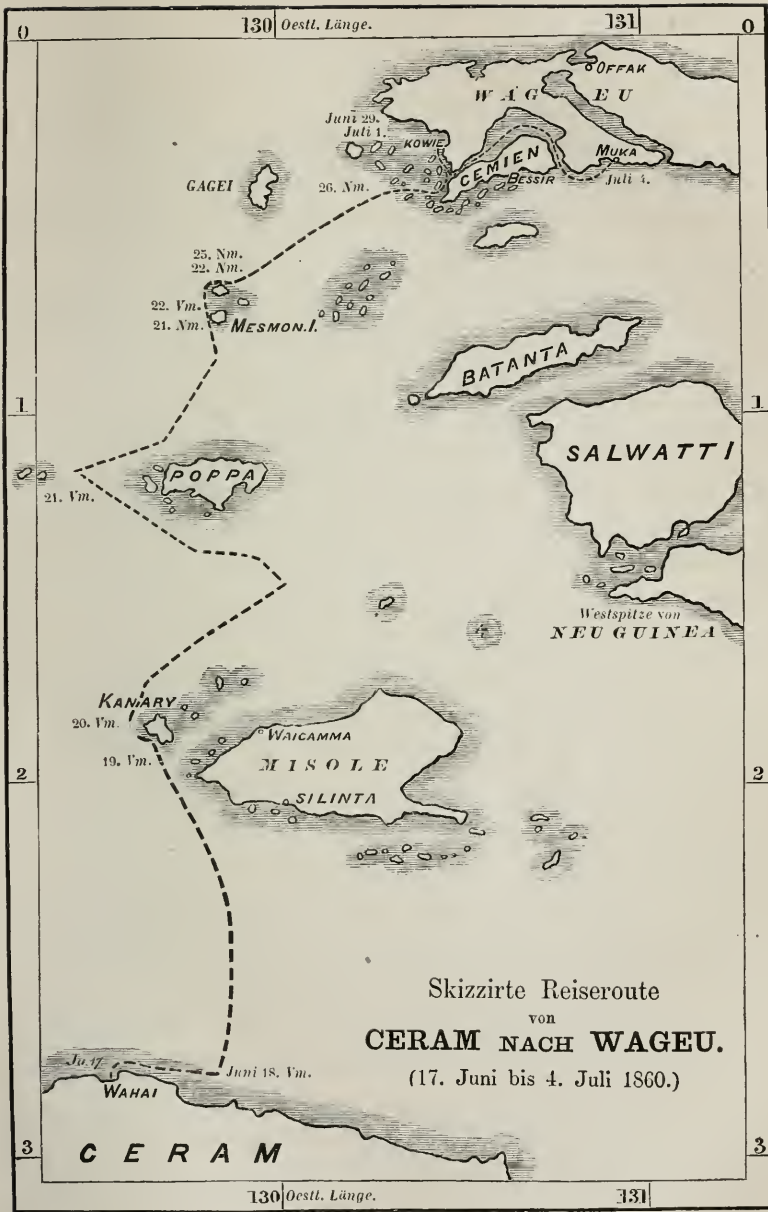 0
130 Oestl. Länge.
131
0
OFFAK
WAGEU
Juni 29.
Juli 1.
KOWIE
MUKA
CEMIEN
BESSIR
Juli 4.
GAGEI
26. Nm.
25. Nm.
22. Nm.
22. Vm.
21. Nm.
MESMON.I.
BATANTA
1
1
SALWATTI
POPPA
21. Vm.
Westspitze von
NEU GUINEA
KANARY
20. Vm.
WAICAMMA
19. Vm.
MISOLE
2
2
SILINTA
Skizzirte Reiseroute
von
CERAM NACH WAGEU.
(17. Juni bis 4. Juli 1860.)
Ju. 17.
Juni 18. Vm.
WAHAI
3
CERAM
3
130 Oestl. Länge.
131